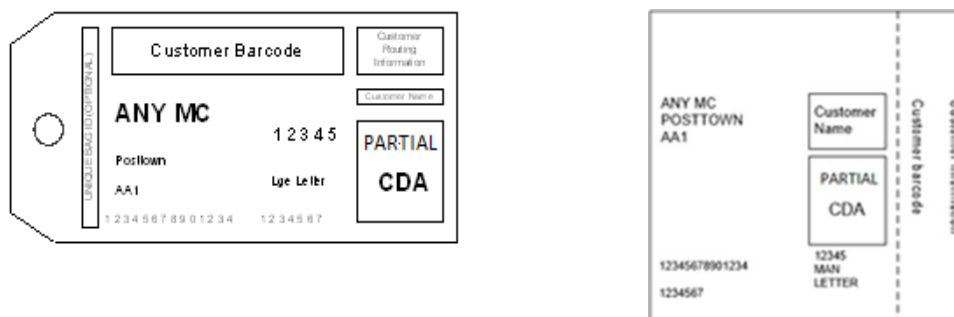 UNIQUE BAG ID (OPTIONAL)
Customer Barcode
Customer
Routing
Information
Customer Name
ANY MC
12345
PARTIAL
CDA
Posttown
Lge Letter
AA1
12345678901234
1234567
ANY MC
POSTTOWN
AA1
Customer
Name
PARTIAL
CDA
12345
MAN
LETTER
12345678901234
1234567
Customer barcode